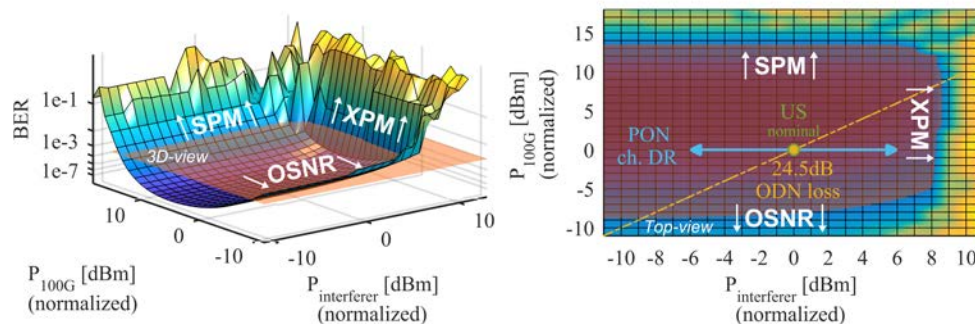 BER
1e-1
1e-3
1e-7
↑ SPM ↑
↑ XPM ↑
3D-view
→ OSNR →
10
0
-10
-10
0
10
P100G [dBm]
(normalized)
Pinterferer [dBm]
(normalized)
P100G [dBm]
(normalized)
15
10
5
0
-5
-10
↑ SPM ↑
US
nominal
PON
ch. DR
→ XPM →
24.5dB
ODN loss
↓ OSNR ↓
Top-view
-10 -8 -6 -4 -2 0 2 4 6 8 10
Pinterferer [dBm]
(normalized)